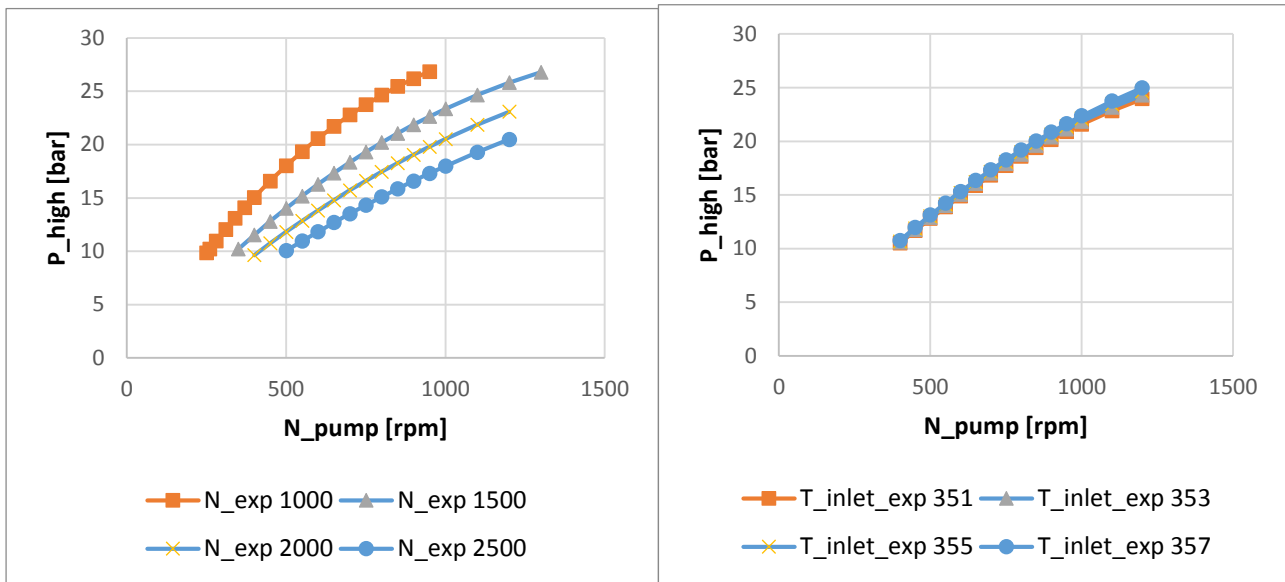 30
25
20
15
10
5
0
P_high [bar]
0 500 1000 1500
N_pump [rpm]
N_exp 1000 N_exp 1500
N_exp 2000 N_exp 2500
30
25
20
15
10
5
0
P_high [bar]
0 500 1000 1500
N_pump [rpm]
T_inlet_exp 351 T_inlet_exp 353
T_inlet_exp 355 T_inlet_exp 357